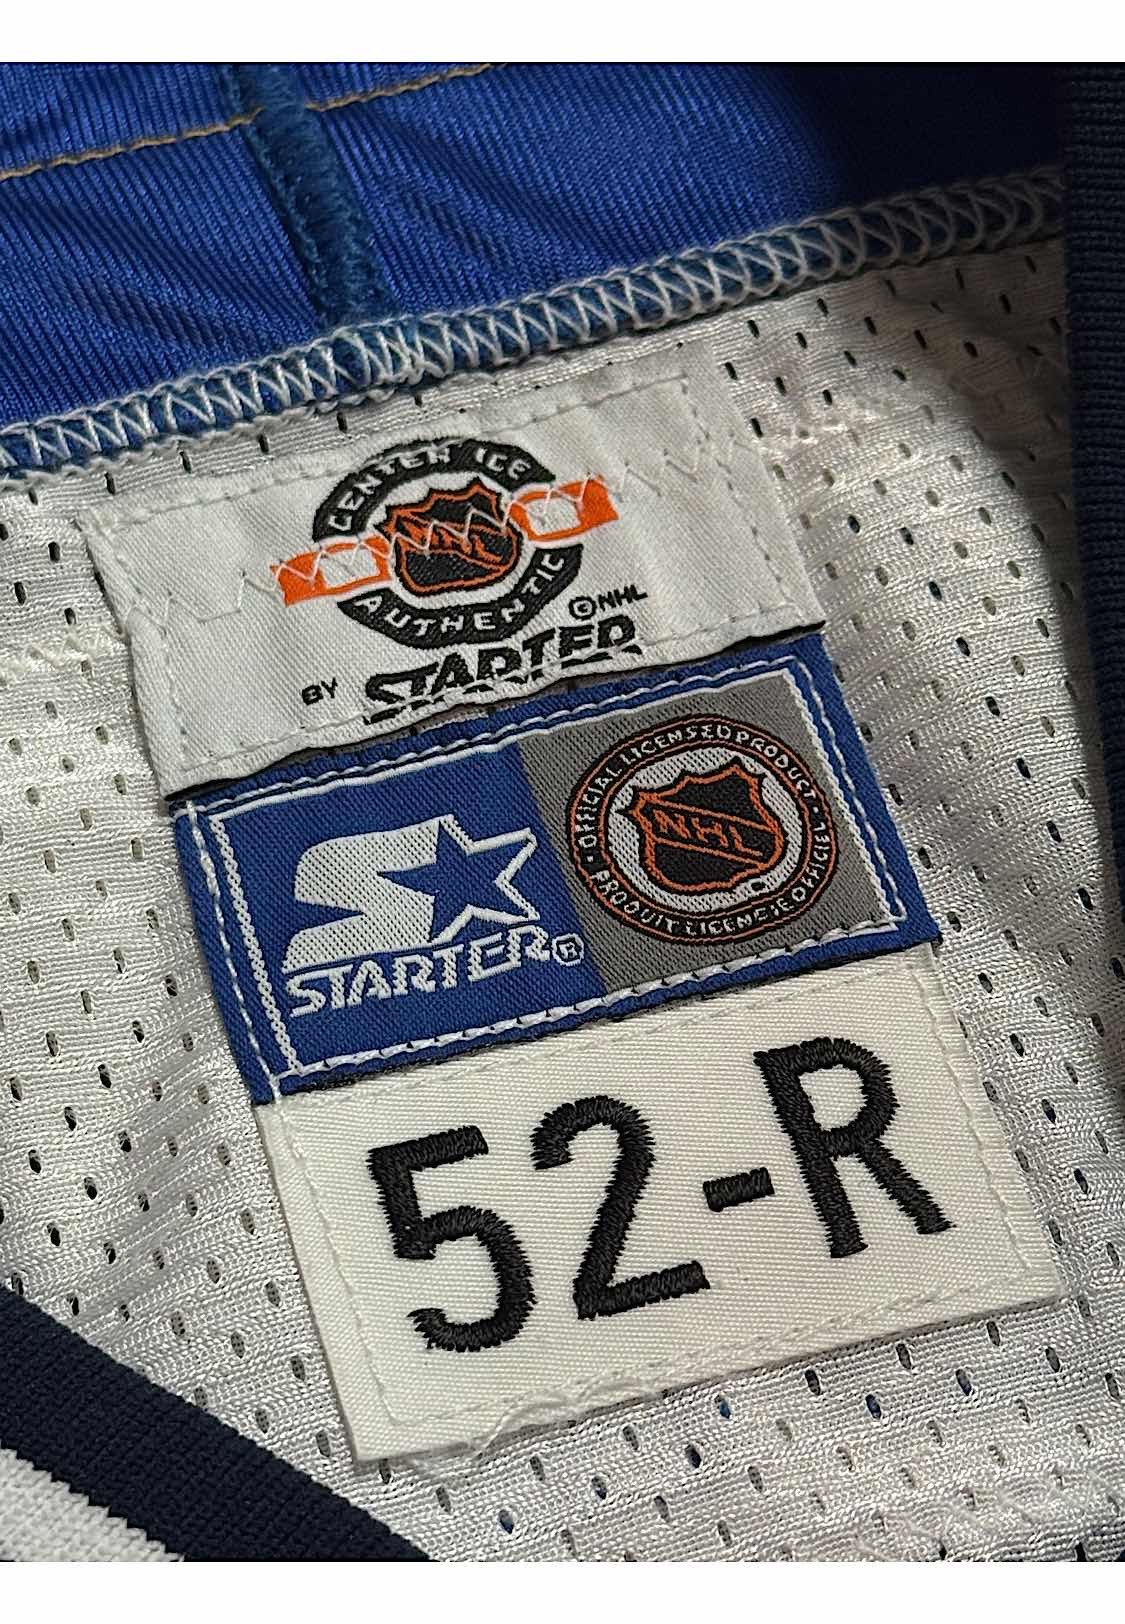 CENTER ICE
NHL
AUTHENTIC
©NHL
BY STARTER
OFFICIAL LICENSED PRODUCT
NHL
PRODUIT LICENCIE OFFICIEL
STARTER®
52-R